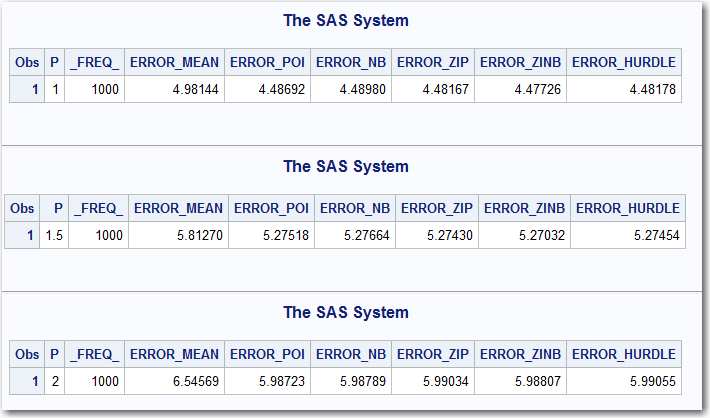 The SAS System
Obs P _FREQ_ ERROR_MEAN ERROR_POI ERROR_NB ERROR_ZIP ERROR_ZINB ERROR_HURDLE
1 1 1000 4.98144 4.48692 4.48980 4.48167 4.47726 4.48178
The SAS System
Obs P _FREQ_ ERROR_MEAN ERROR_POI ERROR_NB ERROR_ZIP ERROR_ZINB ERROR_HURDLE
1 1.5 1000 5.81270 5.27518 5.27664 5.27430 5.27032 5.27454
The SAS System
Obs P _FREQ_ ERROR_MEAN ERROR_POI ERROR_NB ERROR_ZIP ERROR_ZINB ERROR_HURDLE
1 2 1000 6.54569 5.98723 5.98789 5.99034 5.98807 5.99055